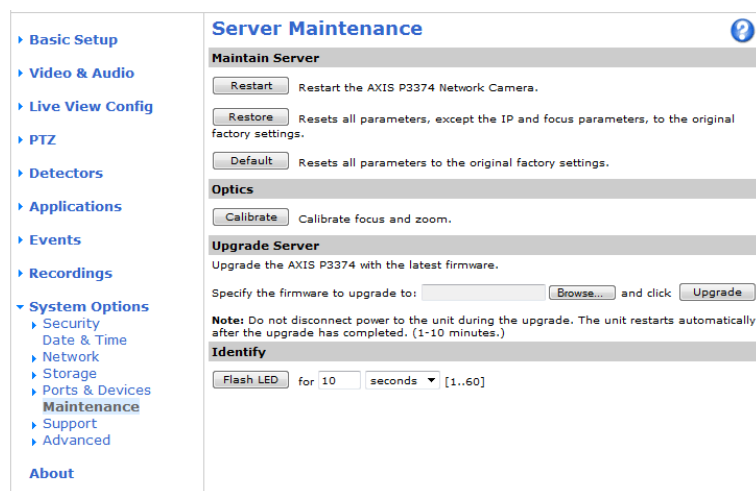 Basic Setup
Video & Audio
Live View Config
PTZ
Detectors
Applications
Events
Recordings
System Options
Security
Date & Time
Network
Storage
Ports & Devices
Maintenance
Support
Advanced
About
Server Maintenance
?
Maintain Server
Restart Restart the AXIS P3374 Network Camera.
Restore Resets all parameters, except the IP and focus parameters, to the original
factory settings.
Default Resets all parameters to the original factory settings.
Optics
Calibrate Calibrate focus and zoom.
Upgrade Server
Upgrade the AXIS P3374 with the latest firmware.
Specify the firmware to upgrade to: Browse... and click Upgrade
Note: Do not disconnect power to the unit during the upgrade. The unit restarts automatically
after the upgrade has completed. (1-10 minutes.)
Identify
Flash LED for 10 seconds [1..60]